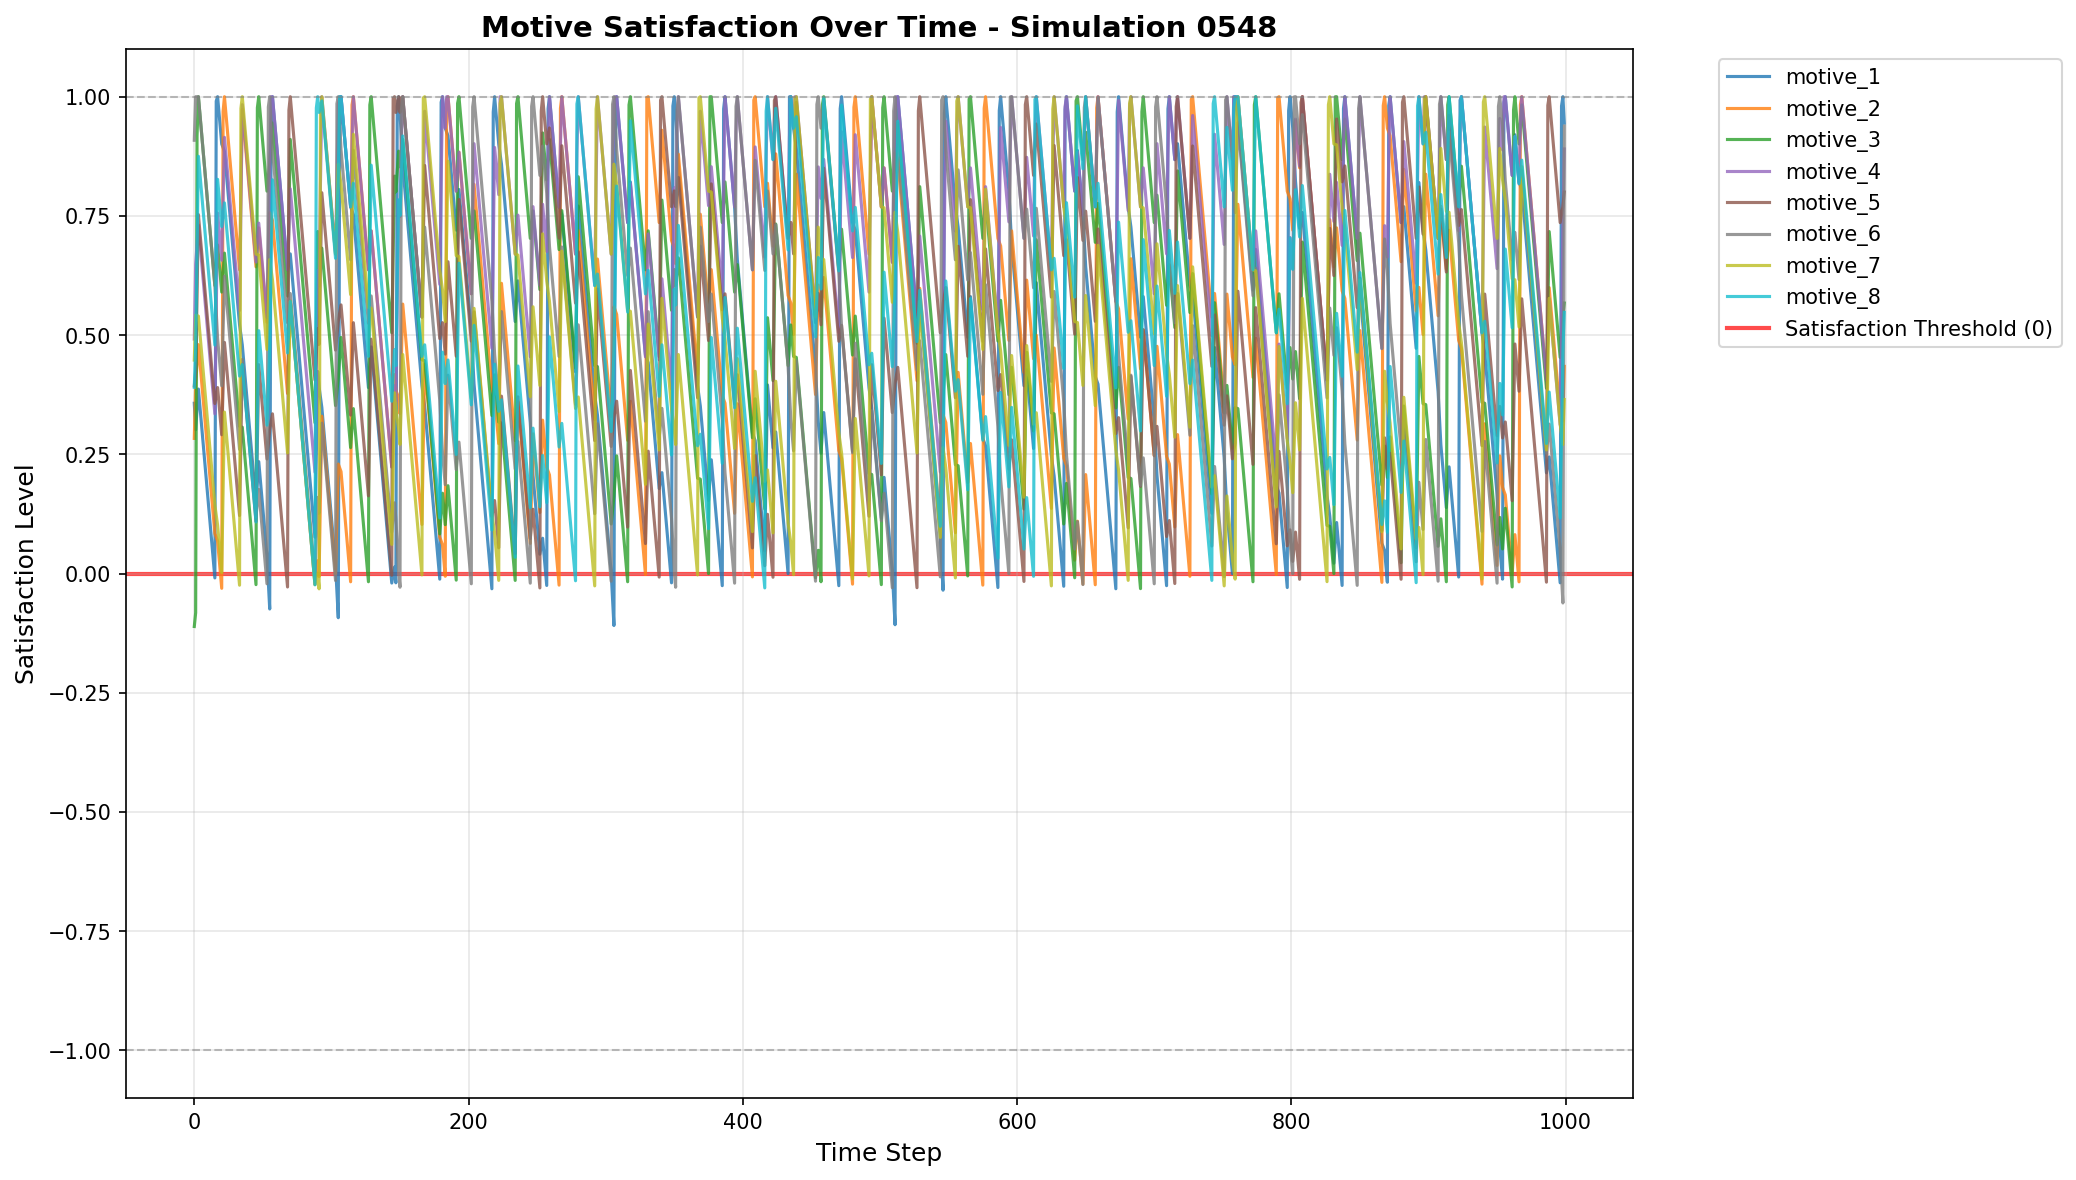 Motive Satisfaction Over Time - Simulation 0548
1.00
0.75
0.50
0.25
0.00
−0.25
−0.50
−0.75
−1.00
Satisfaction Level
0
200
400
600
800
1000
Time Step
motive_1
motive_2
motive_3
motive_4
motive_5
motive_6
motive_7
motive_8
Satisfaction Threshold (0)